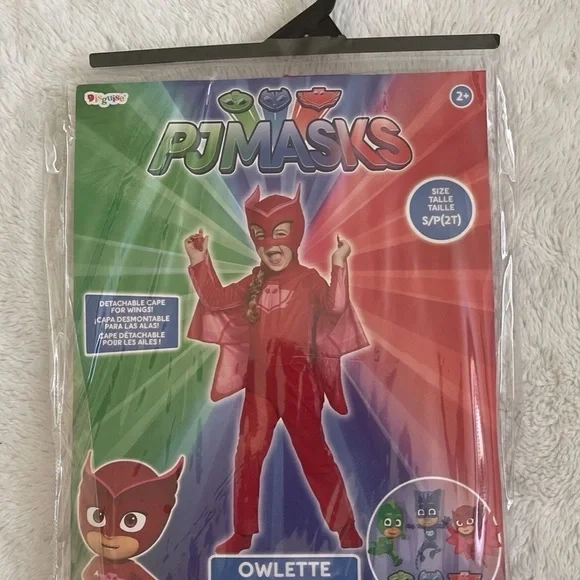 Disguise
2+
PJMASKS
SIZE
TALLE
TAILLE
S/P(2T)
DETACHABLE CAPE
FOR WINGS!
¡CAPA DESMONTABLE
PARA LAS ALAS!
CAPE DÉTACHABLE
POUR LES AILES !
OWLETTE